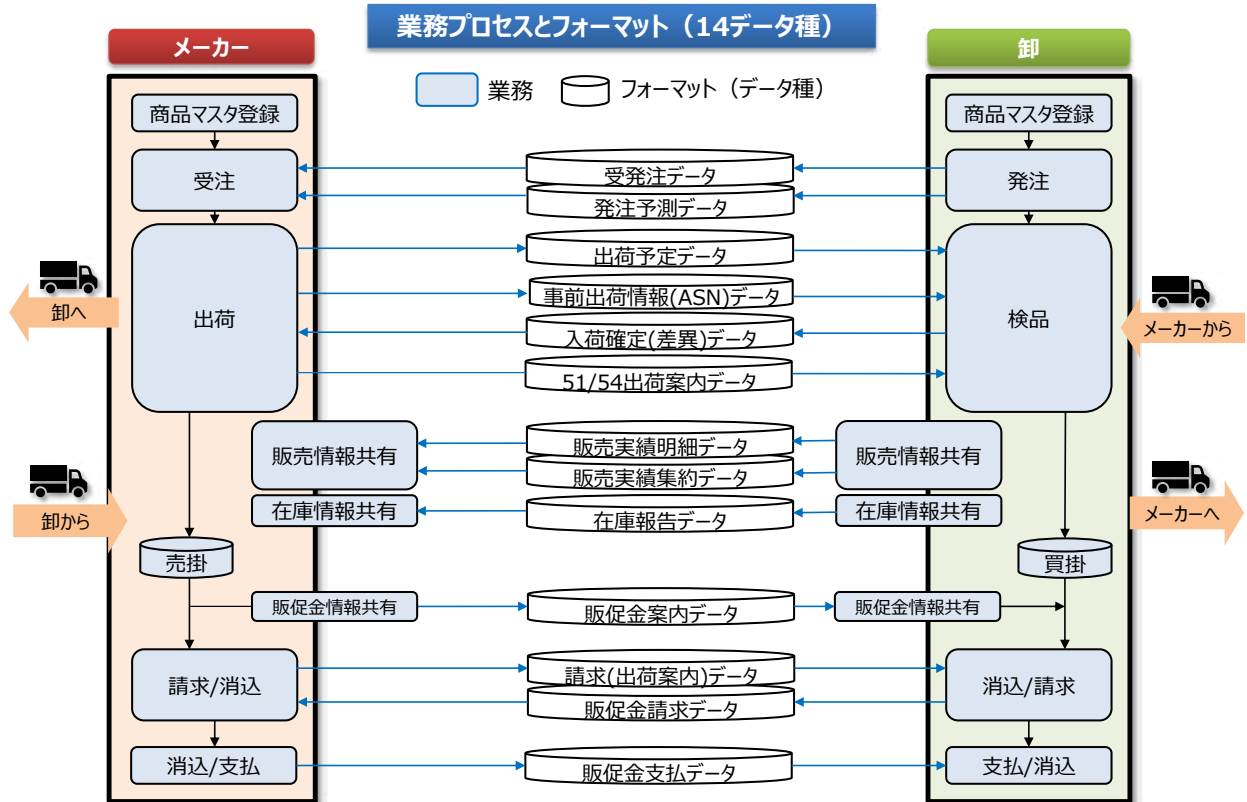 業務プロセスとフォーマット（14データ種）
メーカー
卸
業務
フォーマット（データ種）
商品マスタ登録
商品マスタ登録
受注
受発注データ
発注
発注予測データ
出荷
出荷予定データ
検品
事前出荷情報(ASN)データ
入荷確定(差異)データ
51/54出荷案内データ
卸へ
メーカーから
販売情報共有
販売実績明細データ
販売情報共有
販売実績集約データ
在庫情報共有
在庫報告データ
在庫情報共有
卸から
メーカーへ
売掛
買掛
販促金情報共有
販促金案内データ
販促金情報共有
請求/消込
請求(出荷案内)データ
消込/請求
販促金請求データ
消込/支払
販促金支払データ
支払/消込